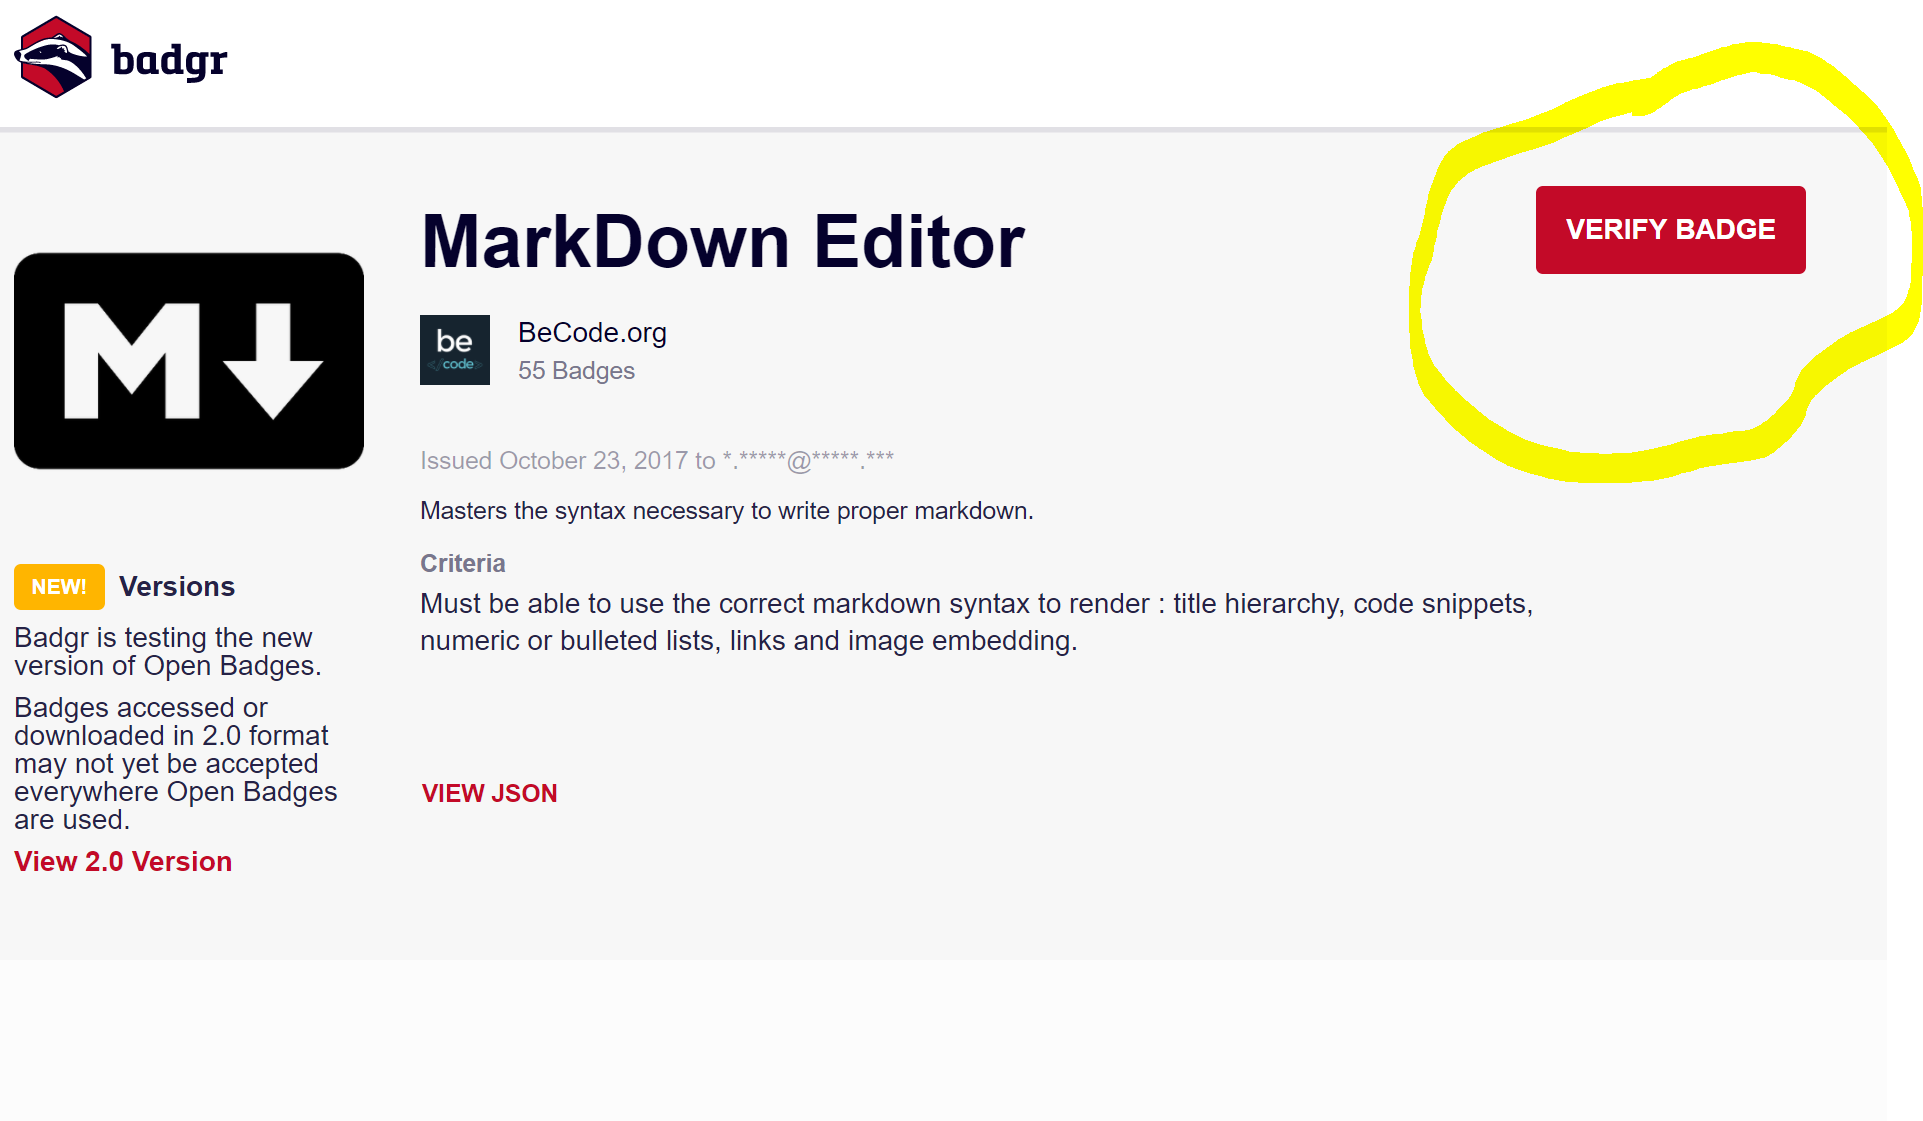 badgr
VERIFY BADGE
MarkDown Editor
M
be
</code>
BeCode.org
55 Badges
Issued October 23, 2017 to *.*****@*****.***
Masters the syntax necessary to write proper markdown.
Criteria
Must be able to use the correct markdown syntax to render : title hierarchy, code snippets,
numeric or bulleted lists, links and image embedding.
VIEW JSON
NEW! Versions
Badgr is testing the new
version of Open Badges.
Badges accessed or
downloaded in 2.0 format
may not yet be accepted
everywhere Open Badges
are used.
View 2.0 Version